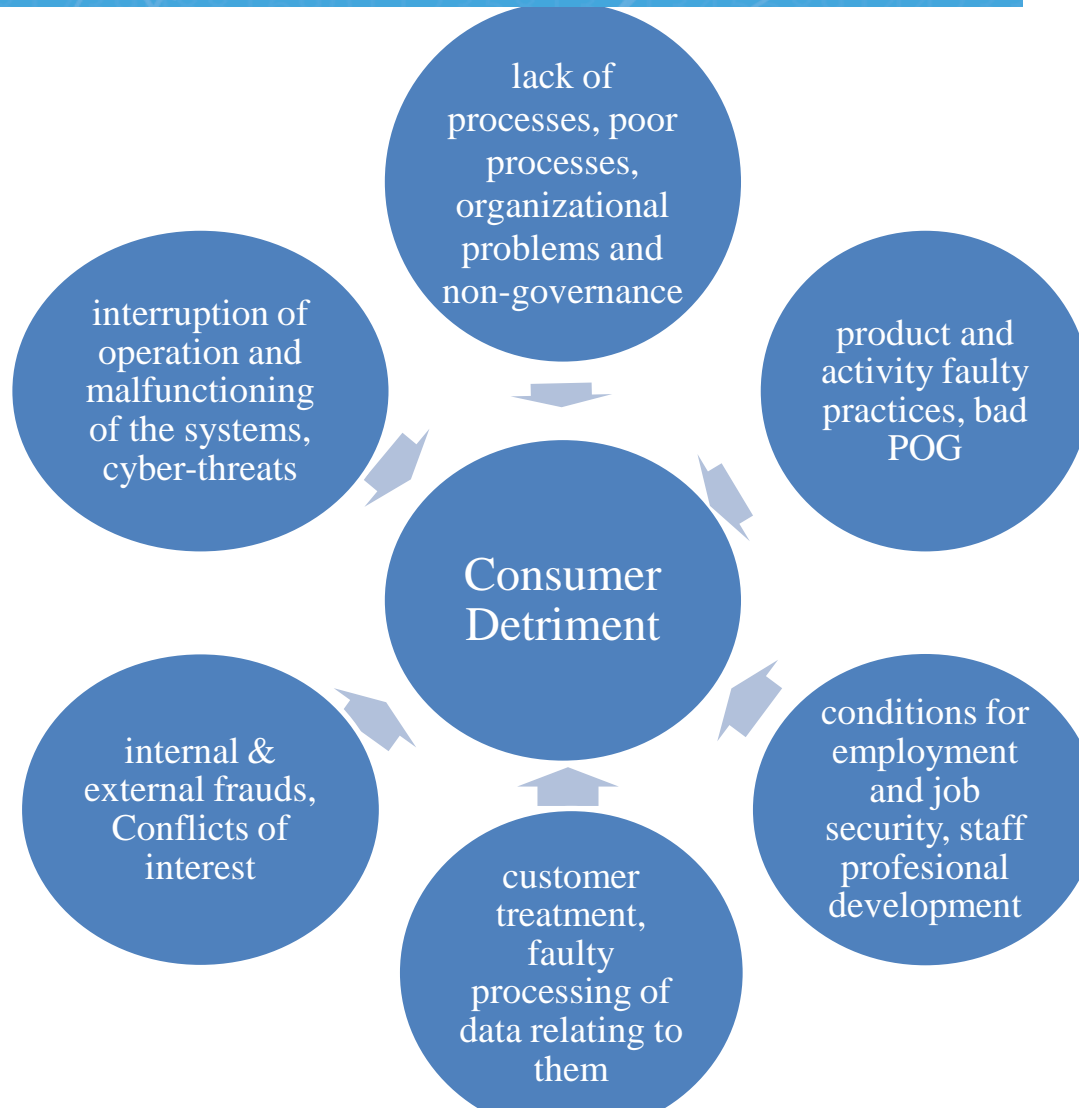 lack of
processes, poor
processes,
organizational
problems and
non-governance
product and
activity faulty
practices, bad
POG
conditions for
employment
and job
security, staff
profesional
development
customer
treatment,
faulty
processing of
data relating to
them
internal &
external frauds,
Conflicts of
interest
interruption of
operation and
malfunctioning
of the systems,
cyber-threats
Consumer
Detriment